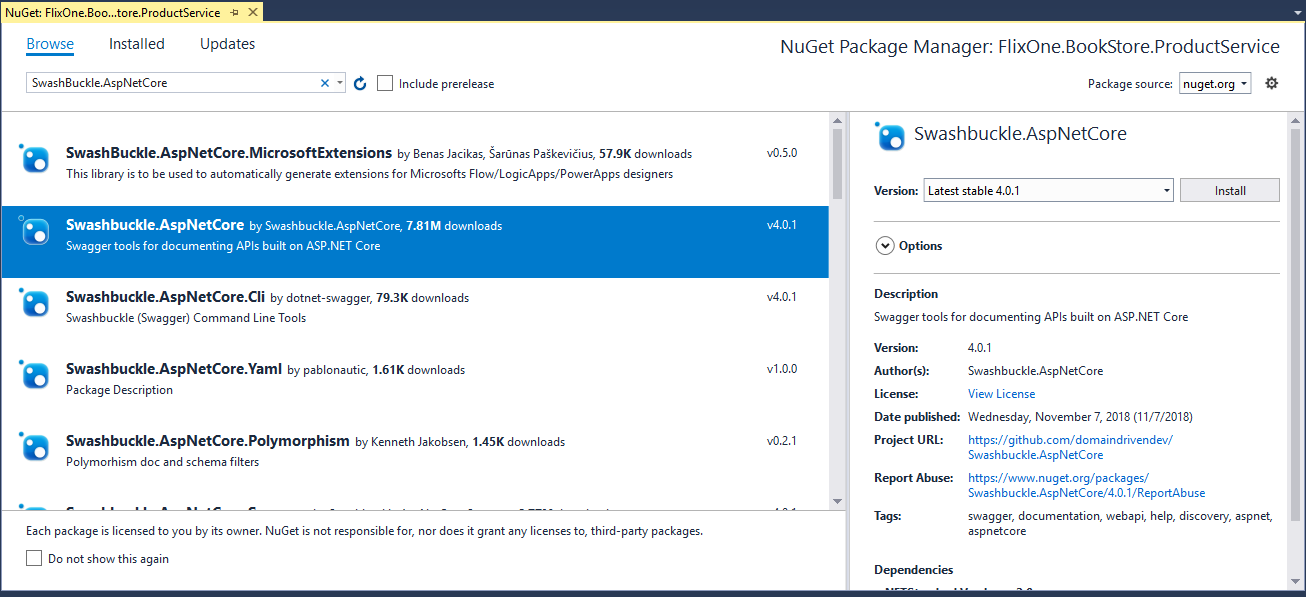 NuGet: FlixOne.Boo...tore.ProductService
Browse Installed Updates
NuGet Package Manager: FlixOne.BookStore.ProductService
SwashBuckle.AspNetCore
Include prerelease
Package source: nuget.org
SwashBuckle.AspNetCore.MicrosoftExtensions by Benas Jacikas, Šarūnas Paškevičius, 57.9K downloads v0.5.0
This library is to be used to automatically generate extensions for Microsofts Flow/LogicApps/PowerApps designers
Swashbuckle.AspNetCore by Swashbuckle.AspNetCore, 7.81M downloads v4.0.1
Swagger tools for documenting APIs built on ASP.NET Core
Swashbuckle.AspNetCore.Cli by dotnet-swagger, 79.3K downloads v4.0.1
Swashbuckle (Swagger) Command Line Tools
Swashbuckle.AspNetCore.Yaml by pablonautic, 1.61K downloads v1.0.0
Package Description
Swashbuckle.AspNetCore.Polymorphism by Kenneth Jakobsen, 1.45K downloads v0.2.1
Polymorhism doc and schema filters
Each package is licensed to you by its owner. NuGet is not responsible for, nor does it grant any licenses to, third-party packages.
Do not show this again
Swashbuckle.AspNetCore
Version: Latest stable 4.0.1 Install
Options
Description
Swagger tools for documenting APIs built on ASP.NET Core
Version: 4.0.1
Author(s): Swashbuckle.AspNetCore
License: View License
Date published: Wednesday, November 7, 2018 (11/7/2018)
Project URL: https://github.com/domaindrivendev/
Swashbuckle.AspNetCore
Report Abuse: https://www.nuget.org/packages/
Swashbuckle.AspNetCore/4.0.1/ReportAbuse
Tags: swagger, documentation, webapi, help, discovery, aspnet,
aspnetcore
Dependencies